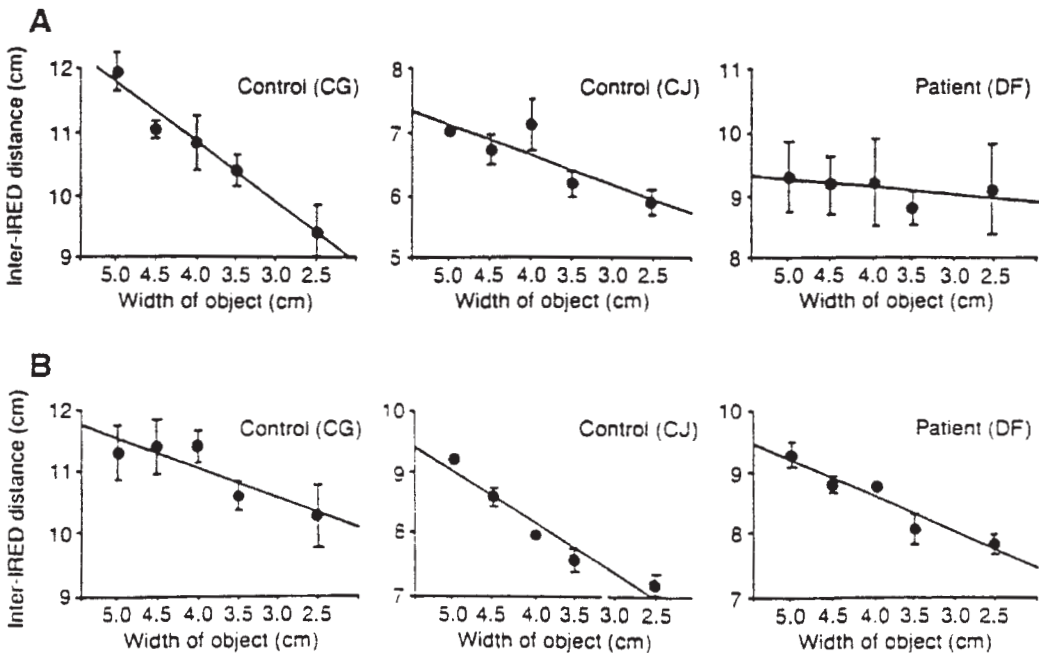 A
Inter-IRED distance (cm)
12
11
10
9
Control (CG)
5.0 4.5 4.0 3.5 3.0 2.5
Width of object (cm)
8
7
6
5
Control (CJ)
5.0 4.5 4.0 3.5 3.0 2.5
Width of object (cm)
11
10
9
8
Patient (DF)
5.0 4.5 4.0 3.5 3.0 2.5
Width of object (cm)
B
Inter-IRED distance (cm)
12
11
10
9
Control (CG)
5.0 4.5 4.0 3.5 3.0 2.5
Width of object (cm)
10
9
8
7
Control (CJ)
5.0 4.5 4.0 3.5 3.0 2.5
Width of object (cm)
10
9
8
7
Patient (DF)
5.0 4.5 4.0 3.5 3.0 2.5
Width of object (cm)